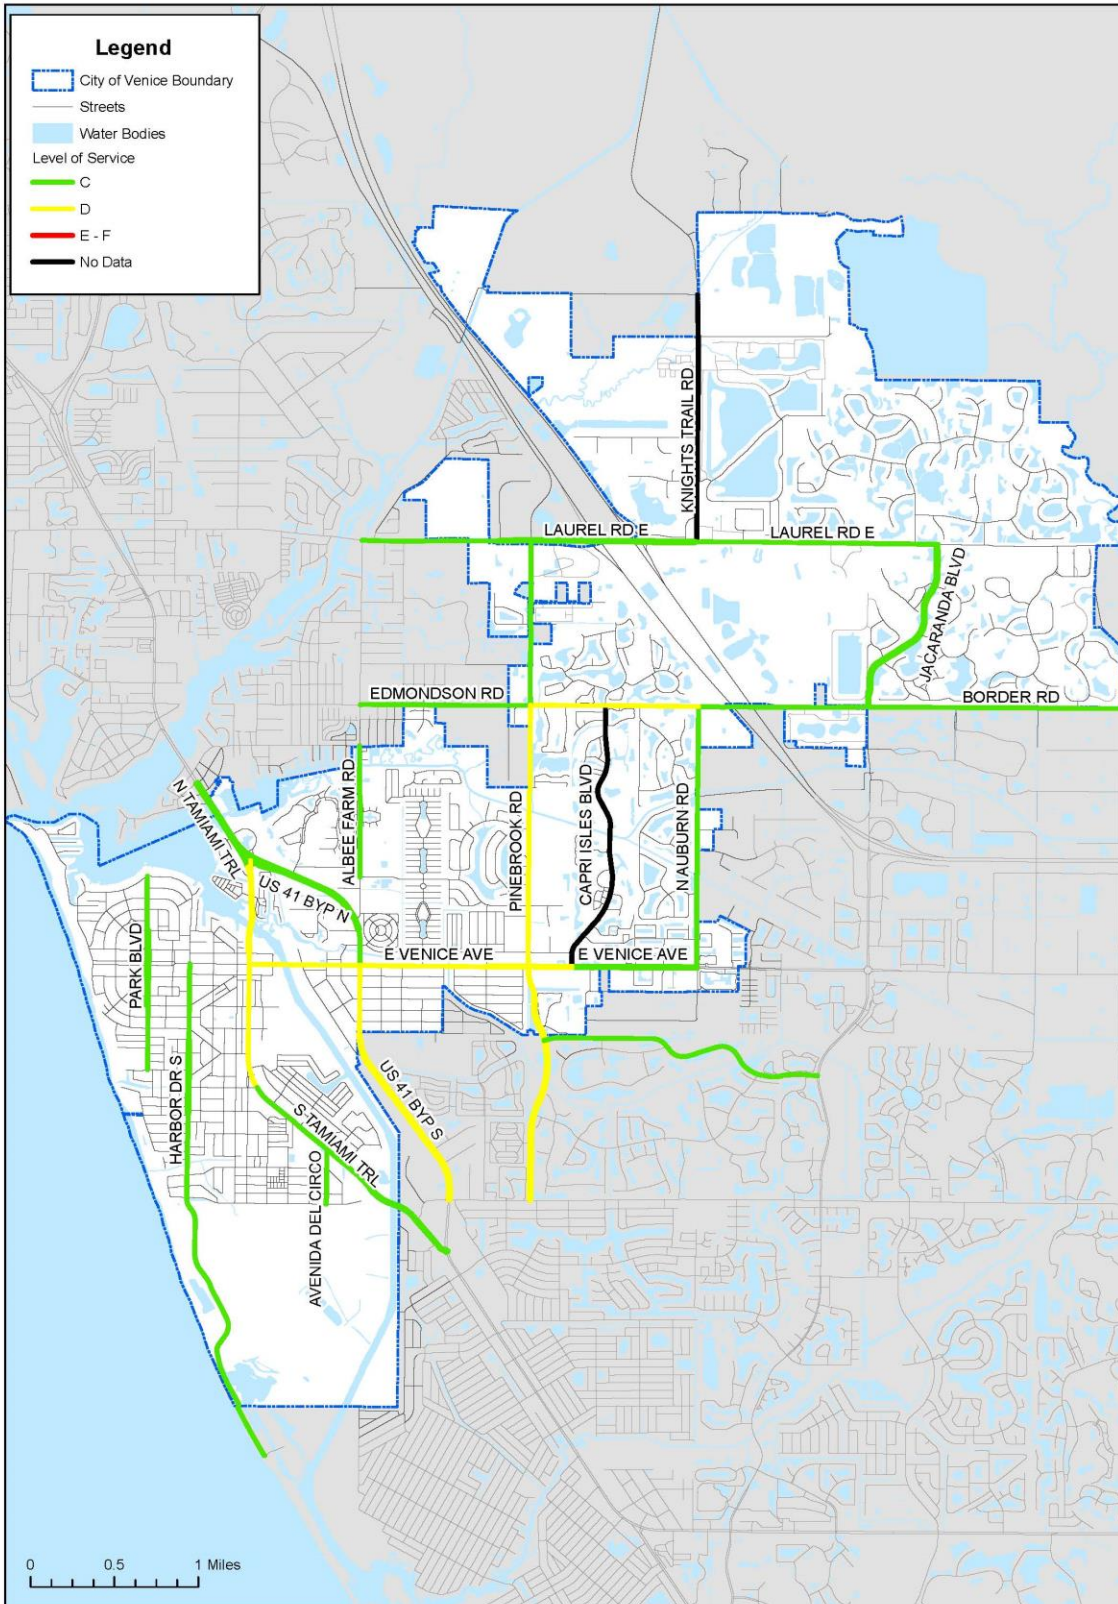 Legend
City of Venice Boundary
Streets
Water Bodies
Level of Service
C
D
E - F
No Data
KNIGHTS TRAIL RD
LAUREL RD E
LAUREL RD E
JACARANDA BLVD
EDMONDSON RD
BORDER RD
N TAMIAMI TRL
ALBEE FARM RD
PINEBROOK RD
CAPRI ISLES BLVD
N AUBURN RD
US 41 BYP N
PARK BLVD
E VENICE AVE
E VENICE AVE
HARBOR DR S
US 41 BYP S
S TAMIAMI TRL
AVENIDA DEL CIRCO
0 0.5 1 Miles